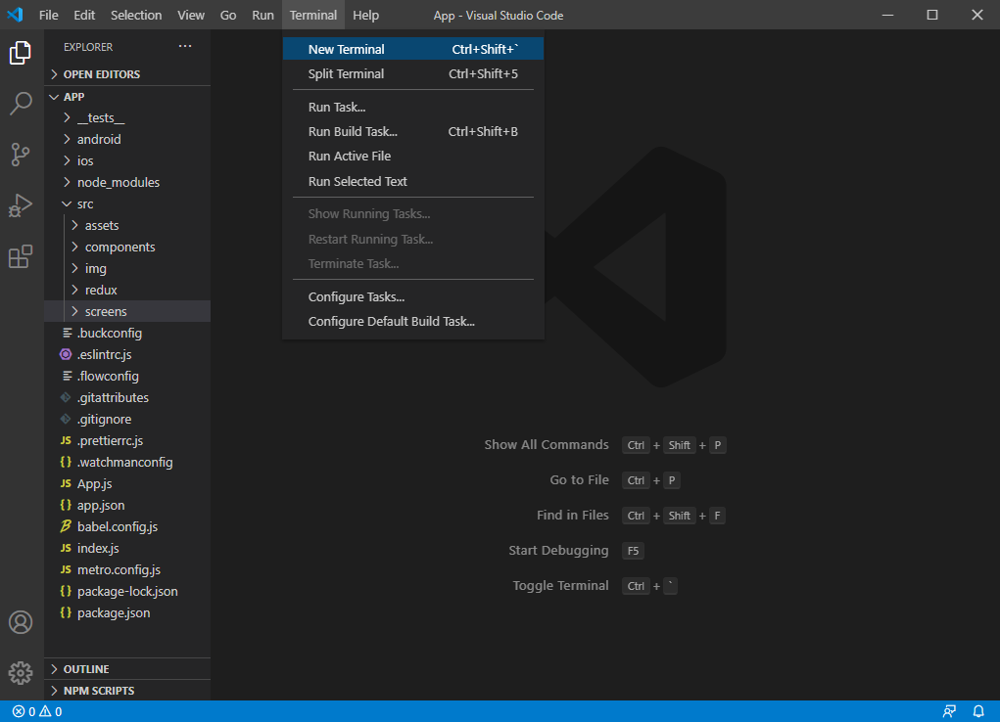 File Edit Selection View Go Run Terminal Help App - Visual Studio Code
EXPLORER ...
OPEN EDITORS
APP
__tests__
android
ios
node_modules
src
assets
components
img
redux
screens
.buckconfig
.eslintrc.js
.flowconfig
.gitattributes
.gitignore
JS .prettierrc.js
{} .watchmanconfig
JS App.js
{} app.json
babel.config.js
JS index.js
JS metro.config.js
{} package-lock.json
{} package.json
OUTLINE
NPM SCRIPTS
New Terminal Ctrl+Shift+`
Split Terminal Ctrl+Shift+5
Run Task...
Run Build Task... Ctrl+Shift+B
Run Active File
Run Selected Text
Show Running Tasks...
Restart Running Task...
Terminate Task...
Configure Tasks...
Configure Default Build Task...
Show All Commands Ctrl + Shift + P
Go to File Ctrl + P
Find in Files Ctrl + Shift + F
Start Debugging F5
Toggle Terminal Ctrl + `
0 0